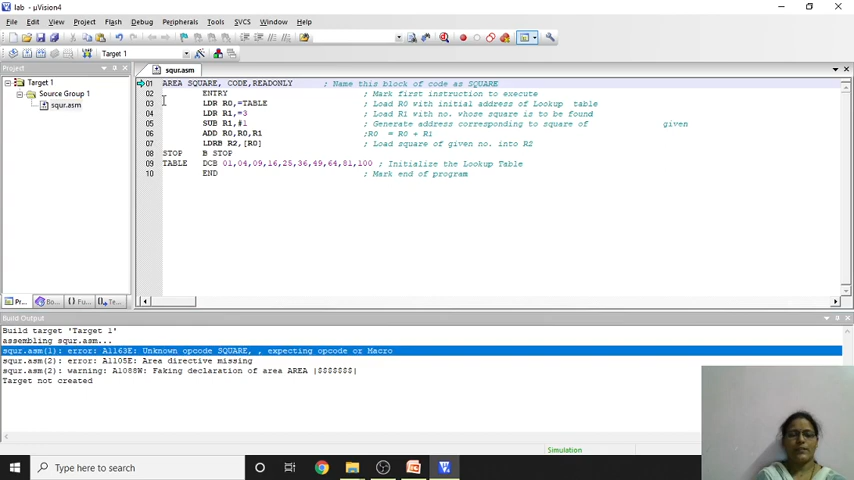 lab - µVision4
File Edit View Project Flash Debug Peripherals Tools SVCS Window Help
Target 1
Project
squr.asm
Target 1
Source Group 1
squr.asm
01 AREA SQUARE, CODE,READONLY ; Name this block of code as SQUARE
02 ENTRY ; Mark first instruction to execute
03 LDR R0,=TABLE ; Load R0 with initial address of Lookup table
04 LDR R1,=3 ; Load R1 with no. whose square is to be found
05 SUB R1,#1 ; Generate address corresponding to square of given
06 ADD R0,R0,R1 ;R0 = R0 + R1
07 LDRB R2,[R0] ; Load square of given no. into R2
08 STOP B STOP
09 TABLE DCB 01,04,09,16,25,36,49,64,81,100 ; Initialize the Lookup Table
10 END ; Mark end of program
Pr... Bo... {} Fu... Te...
Build Output
Build target 'Target 1'
assembling squr.asm...
squr.asm(1): error: A1163E: Unknown opcode SQUARE, , expecting opcode or Macro
squr.asm(2): error: A1105E: Area directive missing
squr.asm(2): warning: A1088W: Faking declaration of area AREA |$$$$$$$|
Target not created
Simulation
Type here to search